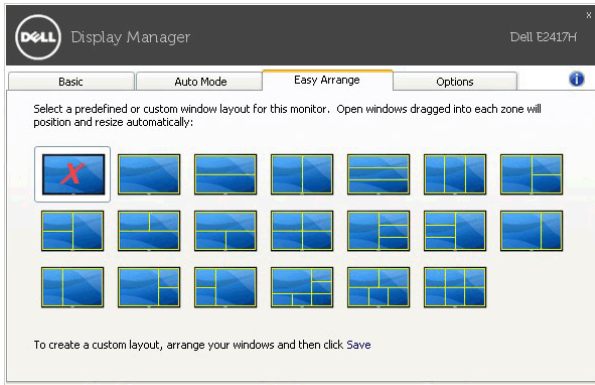 x
DELL Display Manager Dell E2417H
Basic Auto Mode Easy Arrange Options i
Select a predefined or custom window layout for this monitor. Open windows dragged into each zone will
position and resize automatically:
X
To create a custom layout, arrange your windows and then click Save